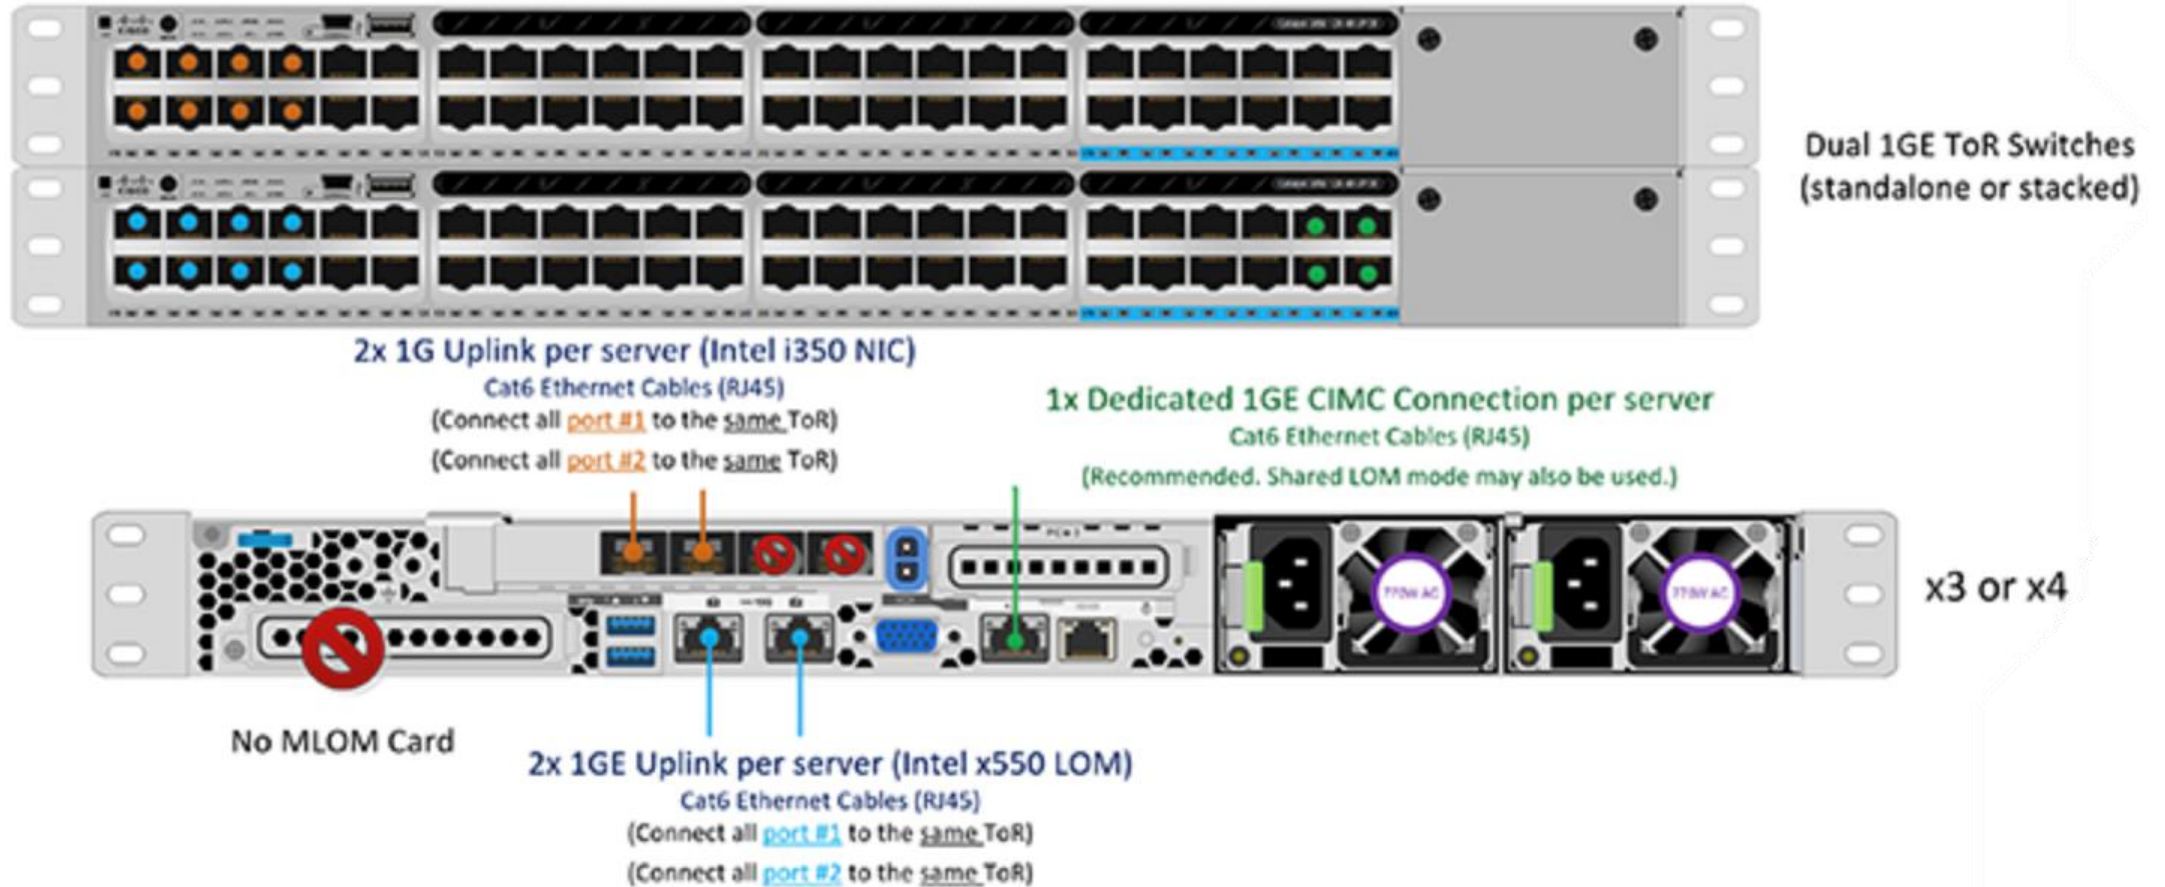 Dual 1GE ToR Switches
(standalone or stacked)
2x 1G Uplink per server (Intel i350 NIC)
Cat6 Ethernet Cables (RJ45)
(Connect all port #1 to the same ToR)
(Connect all port #2 to the same ToR)
1x Dedicated 1GE CIMC Connection per server
Cat6 Ethernet Cables (RJ45)
(Recommended. Shared LOM mode may also be used.)
770W AC
770W AC
x3 or x4
No MLOM Card
2x 1GE Uplink per server (Intel x550 LOM)
Cat6 Ethernet Cables (RJ45)
(Connect all port #1 to the same ToR)
(Connect all port #2 to the same ToR)